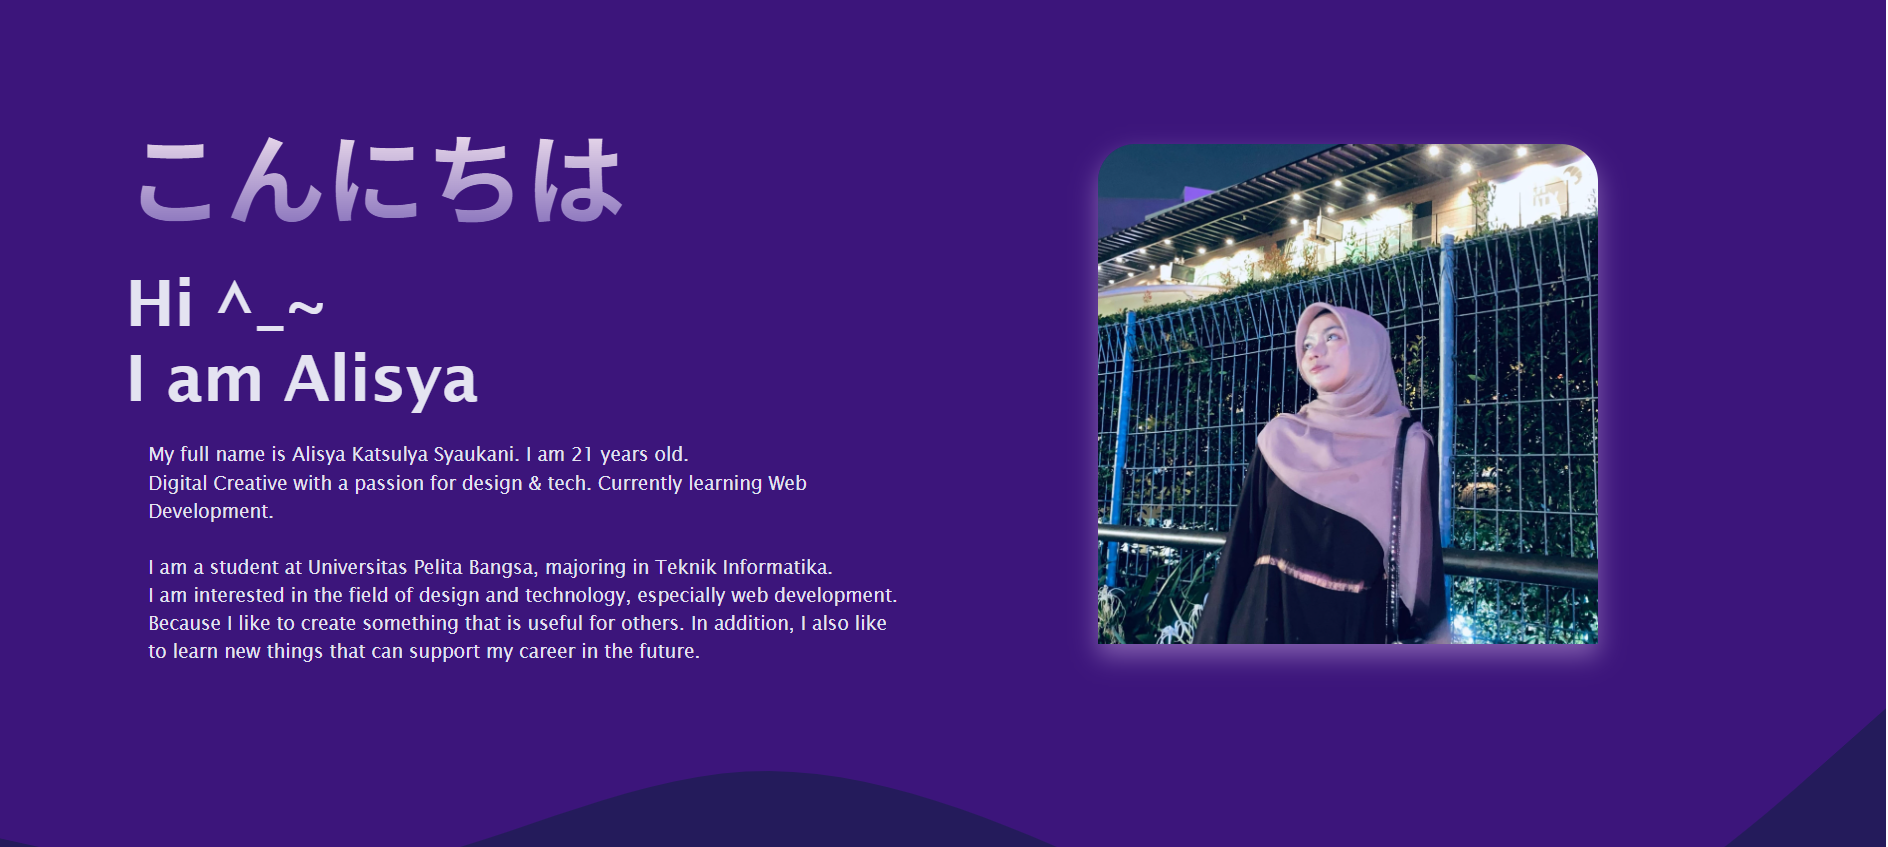 こんにちは
Hi ^_~
I am Alisya
My full name is Alisya Katsulya Syaukani. I am 21 years old.
Digital Creative with a passion for design & tech. Currently learning Web
Development.
I am a student at Universitas Pelita Bangsa, majoring in Teknik Informatika.
I am interested in the field of design and technology, especially web development.
Because I like to create something that is useful for others. In addition, I also like
to learn new things that can support my career in the future.